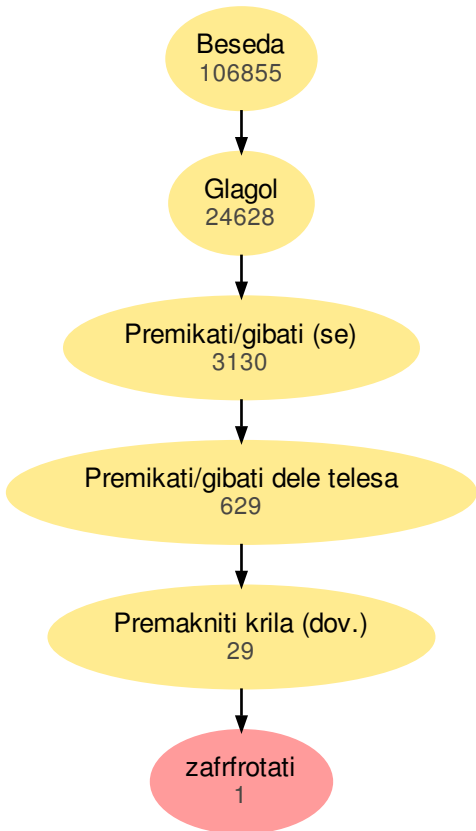 Beseda
106855
Glagol
24628
Premikati/gibati (se)
3130
Premikati/gibati dele telesa
629
Premakniti krila (dov.)
29
zafrfrotati
1